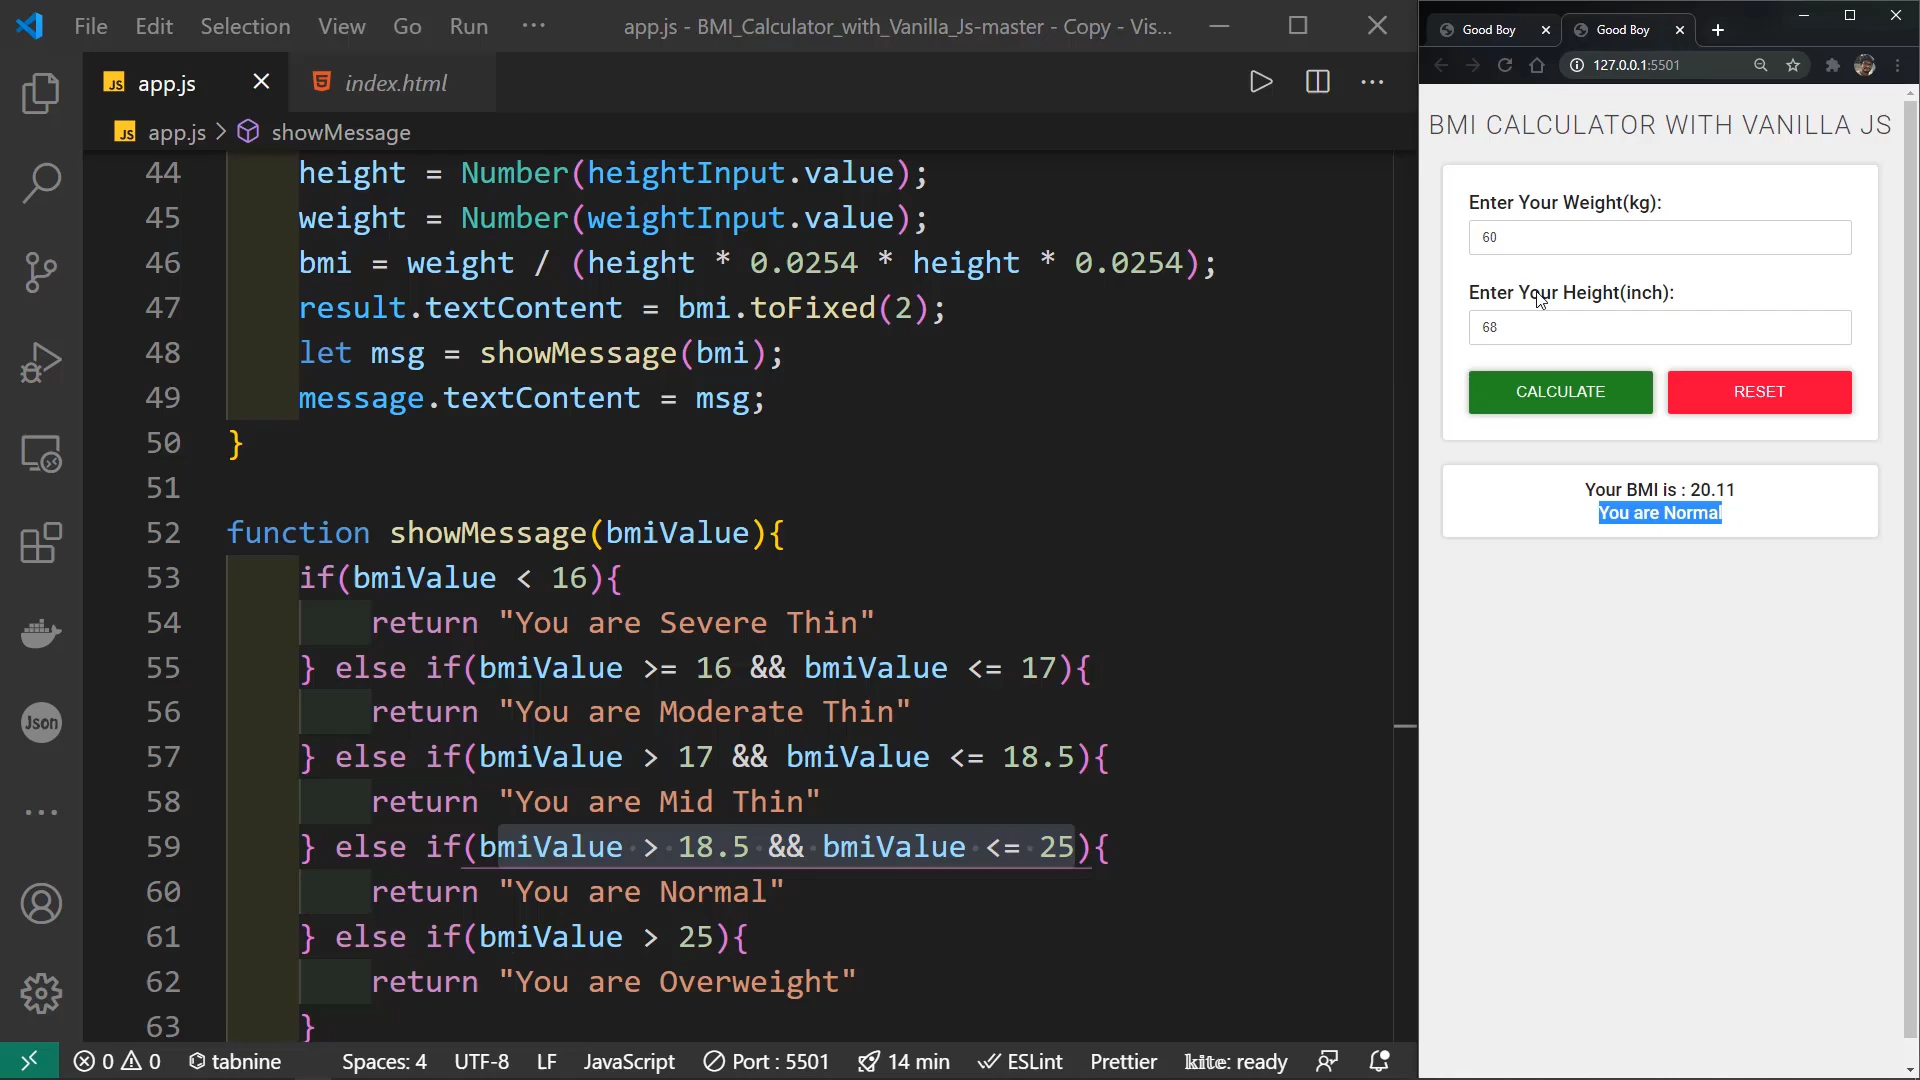 File Edit Selection View Go Run ··· app.js - BMI_Calculator_with_Vanilla_Js-master - Copy - Vis...
JS app.js index.html
JS app.js > showMessage
44 height = Number(heightInput.value);
45 weight = Number(weightInput.value);
46 bmi = weight / (height * 0.0254 * height * 0.0254);
47 result.textContent = bmi.toFixed(2);
48 let msg = showMessage(bmi);
49 message.textContent = msg;
50 }
51
52 function showMessage(bmiValue){
53 if(bmiValue < 16){
54 return "You are Severe Thin"
55 } else if(bmiValue >= 16 && bmiValue <= 17){
56 return "You are Moderate Thin"
57 } else if(bmiValue > 17 && bmiValue <= 18.5){
58 return "You are Mid Thin"
59 } else if(bmiValue > 18.5 && bmiValue <= 25){
60 return "You are Normal"
61 } else if(bmiValue > 25){
62 return "You are Overweight"
63 }
Json
0 0 tabnine Spaces: 4 UTF-8 LF JavaScript Port : 5501 14 min ESLint Prettier kite: ready
Good Boy Good Boy
127.0.0.1:5501
BMI CALCULATOR WITH VANILLA JS
Enter Your Weight(kg):
60
Enter Your Height(inch):
68
CALCULATE RESET
Your BMI is : 20.11
You are Normal